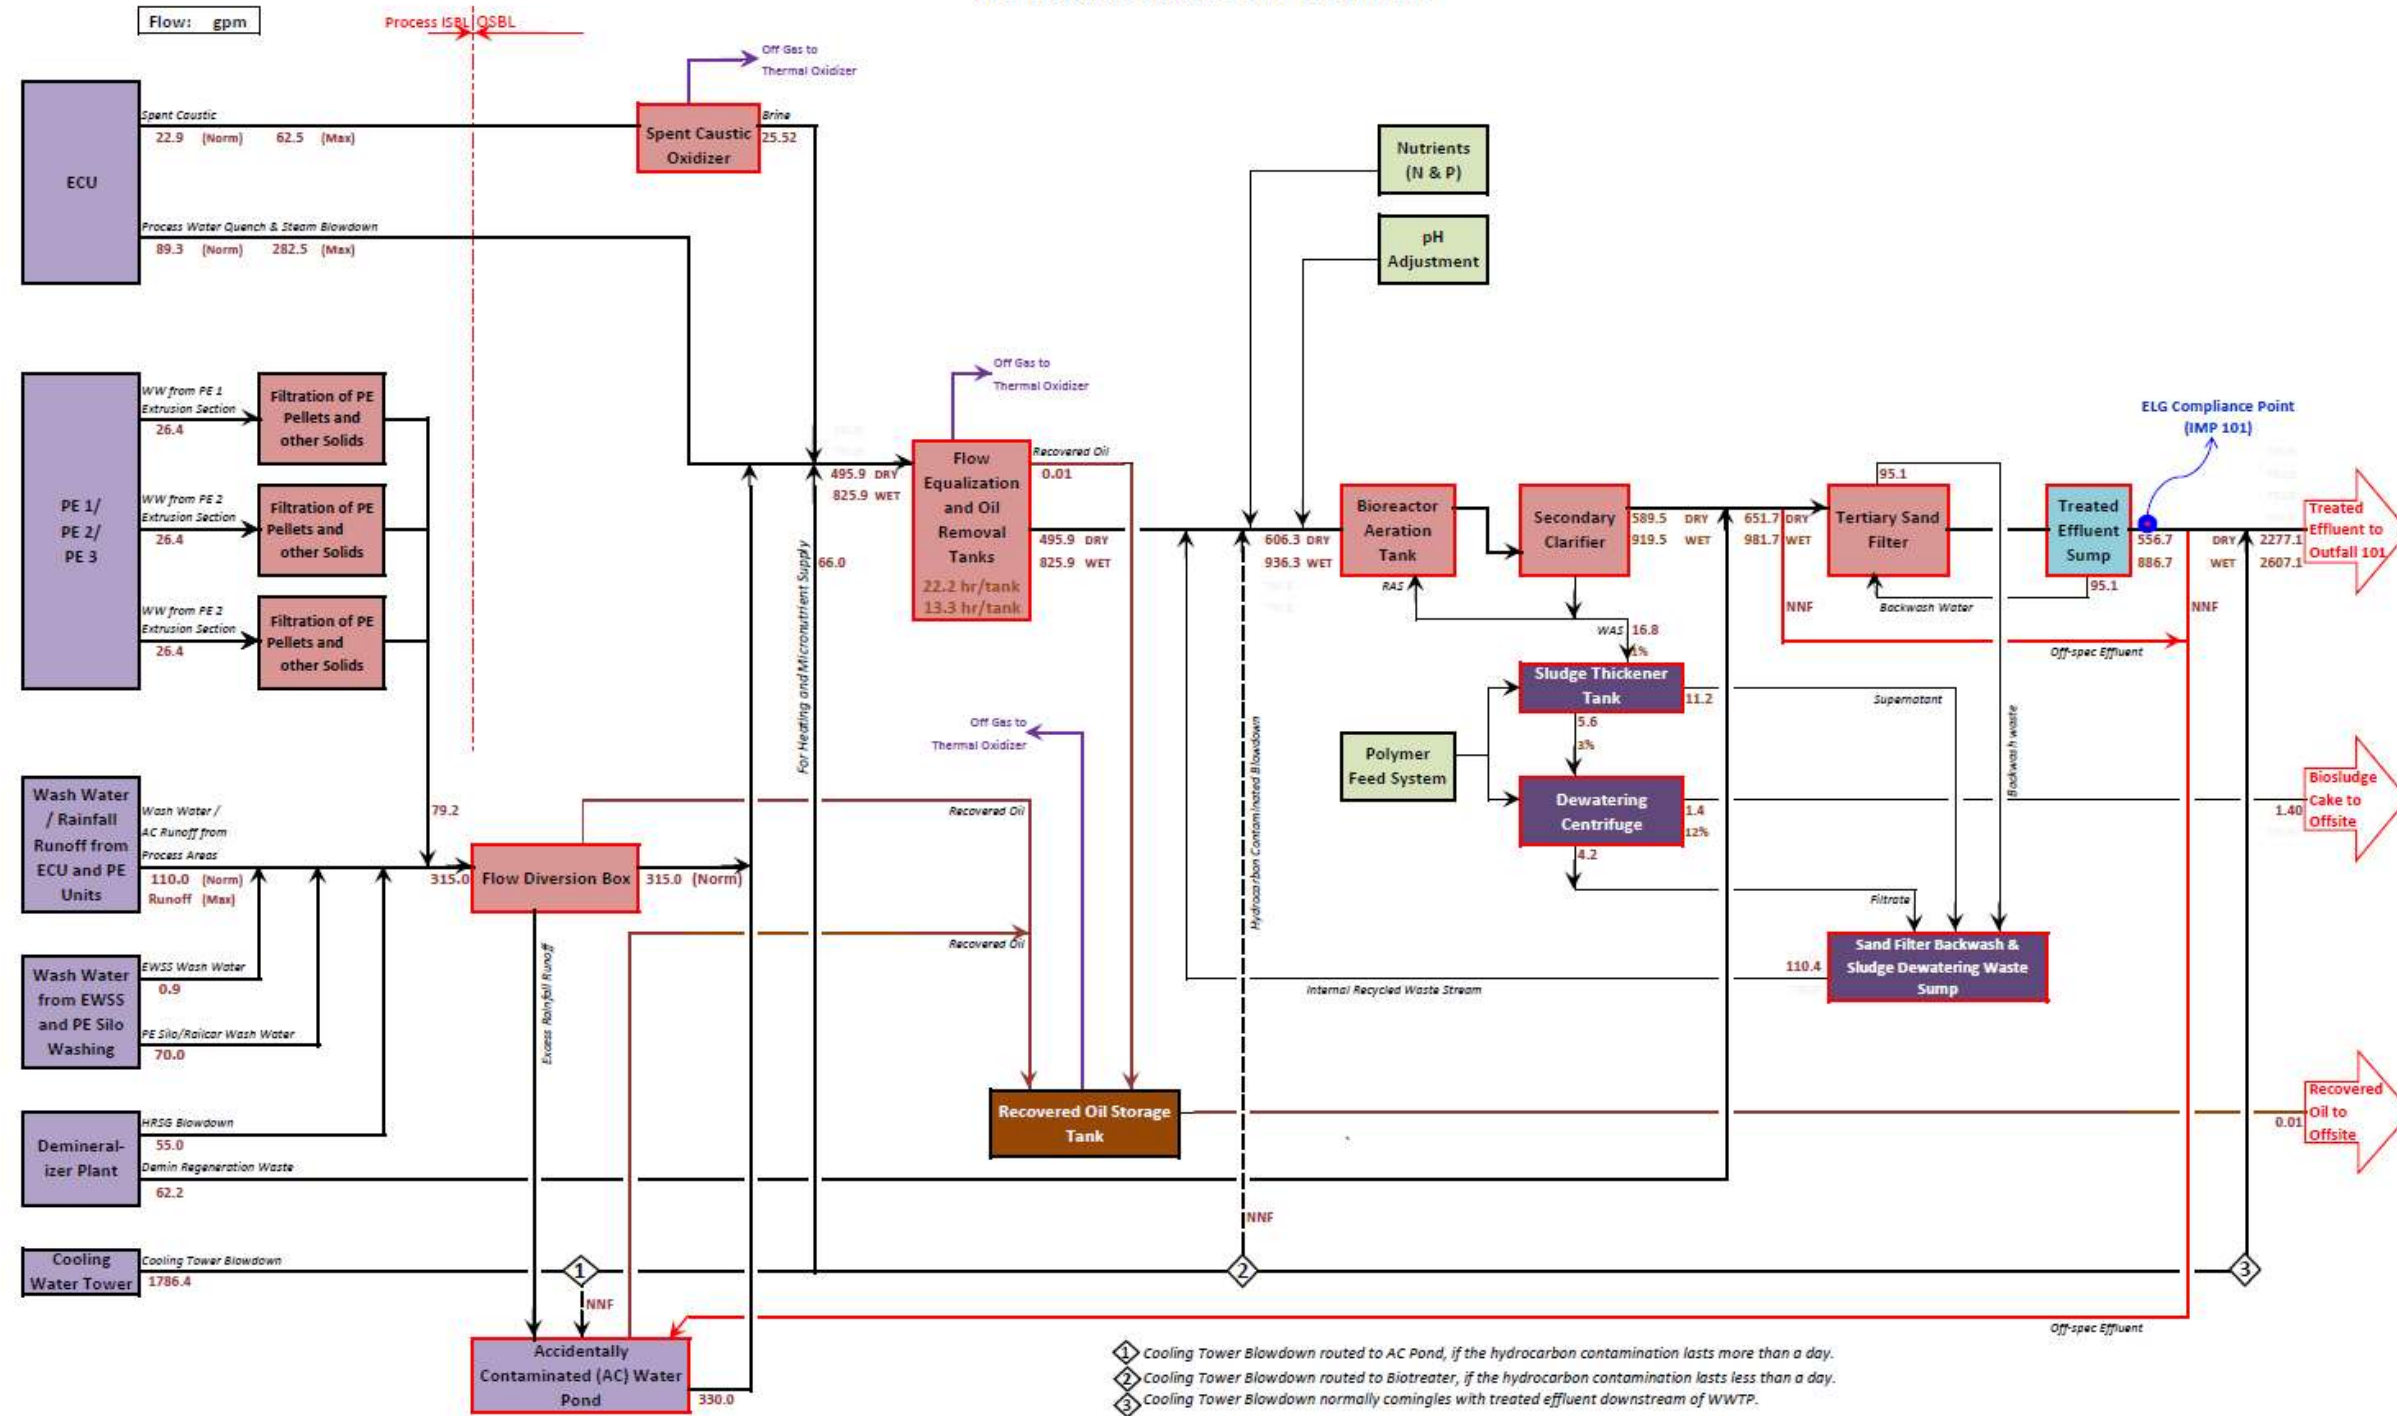 Flow: gpm
Process ISBL OSBL
Off Gas to
Thermal Oxidizer
ECU
Spent Caustic
22.9 (Norm) 62.5 (Max)
Spent Caustic
Oxidizer
Brine
25.52
Process Water Quench & Steam Blowdown
89.3 (Norm) 282.5 (Max)
Nutrients
(N & P)
pH
Adjustment
PE 1/
PE 2/
PE 3
WW from PE 1
Extrusion Section
26.4
Filtration of PE
Pellets and
other Solids
WW from PE 2
Extrusion Section
26.4
Filtration of PE
Pellets and
other Solids
WW from PE 2
Extrusion Section
26.4
Filtration of PE
Pellets and
other Solids
79.2
Off Gas to
Thermal Oxidizer
495.9 DRY
825.9 WET
66.0
For Heating and Micronutrient Supply
Flow
Equalization
and Oil
Removal
Tanks
22.2 hr/tank
13.3 hr/tank
Recovered Oil
0.01
495.9 DRY
825.9 WET
606.3 DRY
936.3 WET
Bioreactor
Aeration
Tank
RAS
Secondary
Clarifier
589.5 DRY
919.5 WET
651.7 DRY
981.7 WET
95.1
Tertiary Sand
Filter
Treated
Effluent
Sump
95.1
Backwash Water
ELG Compliance Point
(IMP 101)
556.7 DRY 2277.1
886.7 WET 2607.1
Treated
Effluent to
Outfall 101
NNF
NNF
Off-spec Effluent
WAS 16.8
1%
Sludge Thickener
Tank
11.2
Supernatant
5.6
3%
Polymer
Feed System
Dewatering
Centrifuge
1.4
12%
4.2
Filtrate
Backwash waste
1.40
Biosludge
Cake to
Offsite
Sand Filter Backwash &
Sludge Dewatering Waste
Sump
110.4
Internal Recycled Waste Stream
Hydrocarbon Contaminated Blowdown
NNF
Off Gas to
Thermal Oxidizer
Recovered Oil
Recovered Oil
Recovered Oil Storage
Tank
0.01
Recovered
Oil to
Offsite
Wash Water
/ Rainfall
Runoff from
ECU and PE
Units
Wash Water /
AC Runoff from
Process Areas
110.0 (Norm)
Runoff (Max)
315.0
Flow Diversion Box
315.0 (Norm)
Excess Rainfall Runoff
Wash Water
from EWSS
and PE Silo
Washing
EWSS Wash Water
0.9
PE Silo/Railcar Wash Water
70.0
Demineral-
izer Plant
HRSG Blowdown
55.0
Demin Regeneration Waste
62.2
Cooling
Water Tower
Cooling Tower Blowdown
1786.4
1
NNF
2
3
Accidentally
Contaminated (AC) Water
Pond
330.0
Off-spec Effluent
1 Cooling Tower Blowdown routed to AC Pond, if the hydrocarbon contamination lasts more than a day.
2 Cooling Tower Blowdown routed to Biotreater, if the hydrocarbon contamination lasts less than a day.
3 Cooling Tower Blowdown normally comingles with treated effluent downstream of WWTP.